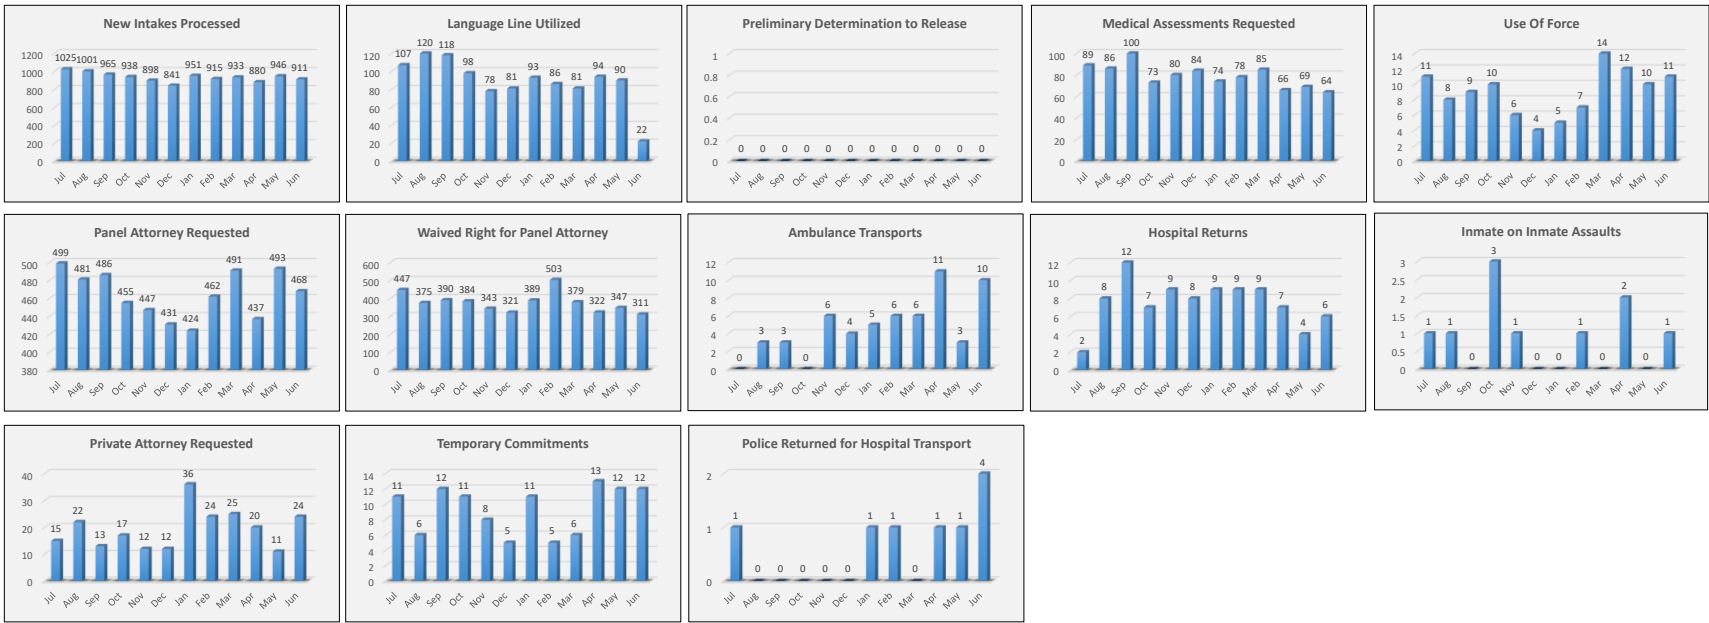 New Intakes Processed
1200
1000
800
600
400
200
0
1025 1001 965 938 898 841 951 915 933 880 946 911
Jul Aug Sep Oct Nov Dec Jan Feb Mar Apr May Jun
Language Line Utilized
120
100
80
60
40
20
0
107 120 118 98 78 81 93 86 81 94 90 22
Jul Aug Sep Oct Nov Dec Jan Feb Mar Apr May Jun
Preliminary Determination to Release
1
0.8
0.6
0.4
0.2
0
0 0 0 0 0 0 0 0 0 0 0 0
Jul Aug Sep Oct Nov Dec Jan Feb Mar Apr May Jun
Medical Assessments Requested
100
80
60
40
20
0
89 86 100 73 80 84 74 78 85 66 69 64
Jul Aug Sep Oct Nov Dec Jan Feb Mar Apr May Jun
Use Of Force
14
12
10
8
6
4
2
0
11 8 9 10 6 4 5 7 14 12 10 11
Jul Aug Sep Oct Nov Dec Jan Feb Mar Apr May Jun
Panel Attorney Requested
500
480
460
440
420
400
380
499 481 486 455 447 431 424 462 491 437 493 468
Jul Aug Sep Oct Nov Dec Jan Feb Mar Apr May Jun
Waived Right for Panel Attorney
600
500
400
300
200
100
0
447 375 390 384 343 321 389 503 379 322 347 311
Jul Aug Sep Oct Nov Dec Jan Feb Mar Apr May Jun
Ambulance Transports
12
10
8
6
4
2
0
0 3 3 0 6 4 5 6 6 11 3 10
Jul Aug Sep Oct Nov Dec Jan Feb Mar Apr May Jun
Hospital Returns
12
10
8
6
4
2
0
2 8 12 7 9 8 9 9 9 7 4 6
Jul Aug Sep Oct Nov Dec Jan Feb Mar Apr May Jun
Inmate on Inmate Assaults
3
2.5
2
1.5
1
0.5
0
1 1 0 3 1 0 0 1 0 2 0 1
Jul Aug Sep Oct Nov Dec Jan Feb Mar Apr May Jun
Private Attorney Requested
40
30
20
10
0
15 22 13 17 12 12 36 24 25 20 11 24
Jul Aug Sep Oct Nov Dec Jan Feb Mar Apr May Jun
Temporary Commitments
14
12
10
8
6
4
2
0
11 6 12 11 8 5 11 5 6 13 12 12
Jul Aug Sep Oct Nov Dec Jan Feb Mar Apr May Jun
Police Returned for Hospital Transport
2
1
0
1 0 0 0 0 0 1 1 0 1 1 4
Jul Aug Sep Oct Nov Dec Jan Feb Mar Apr May Jun